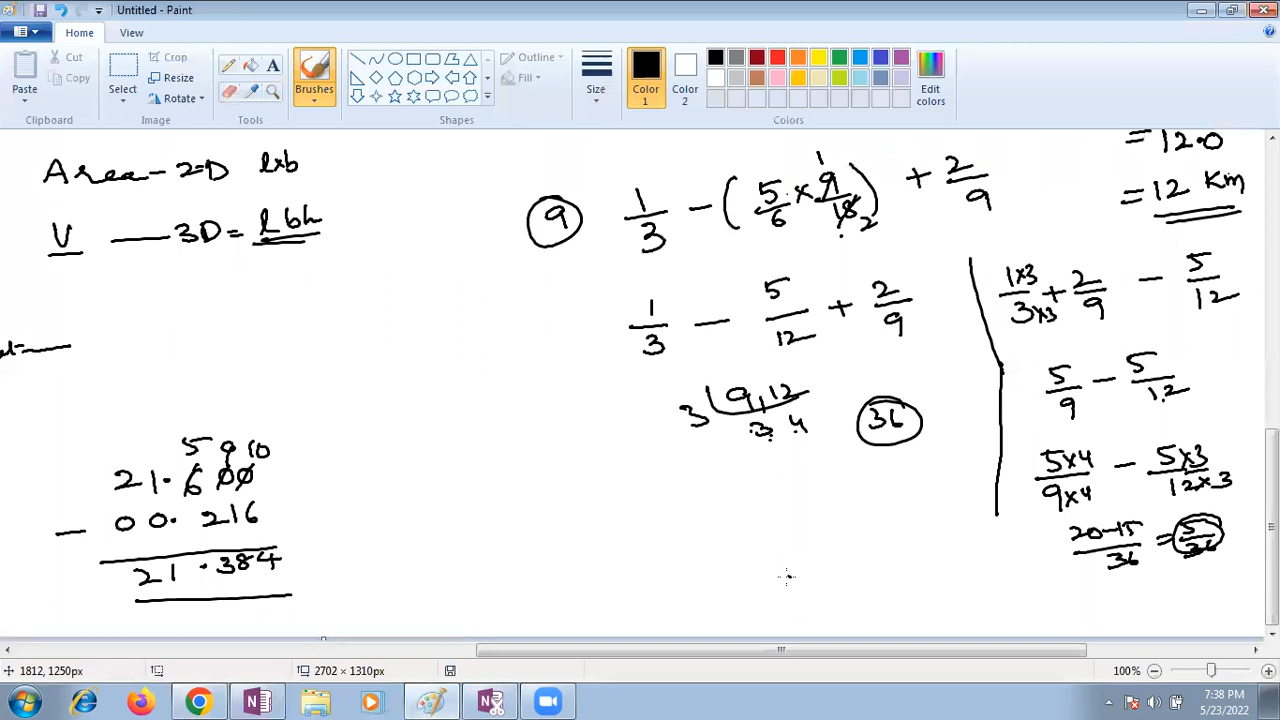 Untitled - Paint
Home View
Paste
Cut
Copy
Clipboard
Select
Crop
Resize
Rotate
Image
Tools
Brushes
Shapes
Outline
Fill
Size
Color 1
Color 2
Edit colors
Colors
Area - 2-D l×b
V — 3D = lbh
5 9 10
21.600
- 00.216
21.384
9 1/3 - (5/6 × 9/18) + 2/9
1
2
1/3 - 5/12 + 2/9
3 9,12
3 4
36
= 12.0
= 12 Km
1×3/3×3 + 2/9 - 5/12
5/9 - 5/12
5×4/9×4 - 5×3/12×3
20-15/36 = 5/36
1812, 1250px
2702 × 1310px
100%
7:38 PM
5/23/2022